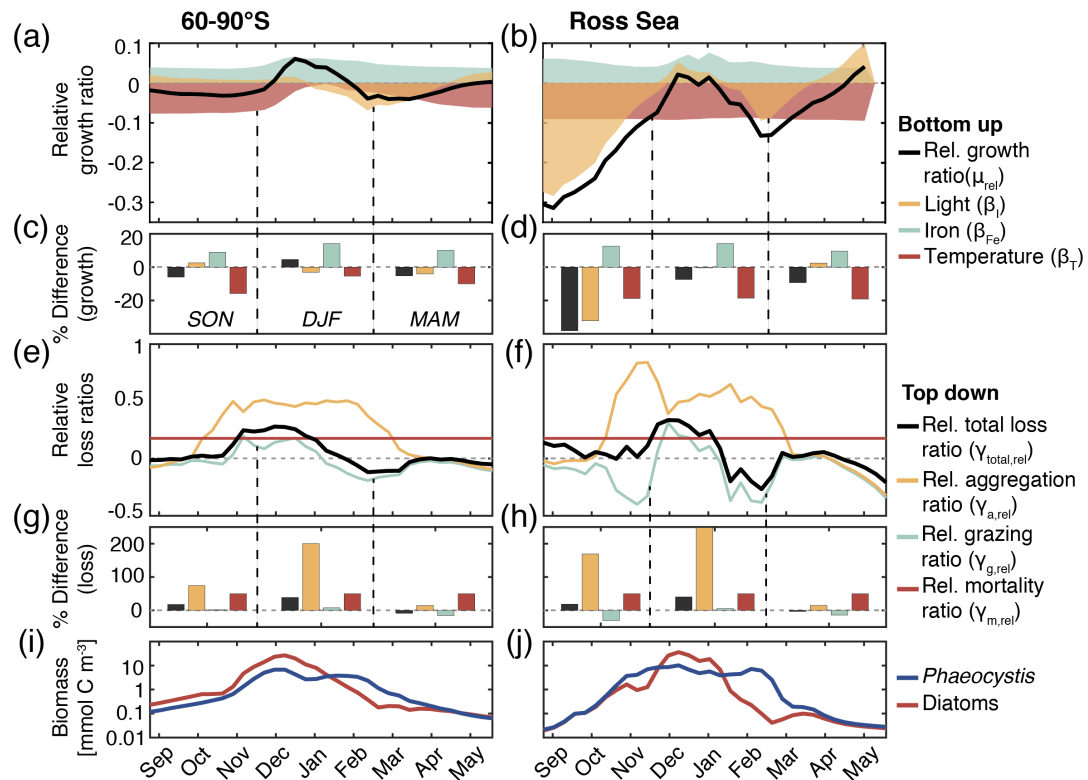 60-90°S
Ross Sea
(a)
(b)
Relative
growth ratio
0.1
0
-0.1
-0.2
-0.3
Bottom up
Rel. growth
ratio(μrel)
Light (βI)
Iron (βFe)
Temperature (βT)
(c)
(d)
% Difference
(growth)
20
0
-20
SON
DJF
MAM
(e)
(f)
Relative
loss ratios
1
0.5
0
-0.5
Top down
Rel. total loss
ratio (γtotal,rel)
Rel. aggregation
ratio (γa,rel)
Rel. grazing
ratio (γg,rel)
Rel. mortality
ratio (γm,rel)
(g)
(h)
% Difference
(loss)
200
100
0
(i)
(j)
Biomass
[mmol C m-3]
10
1
0.1
0.01
Phaeocystis
Diatoms
Sep Oct Nov Dec Jan Feb Mar Apr May
Sep Oct Nov Dec Jan Feb Mar Apr May